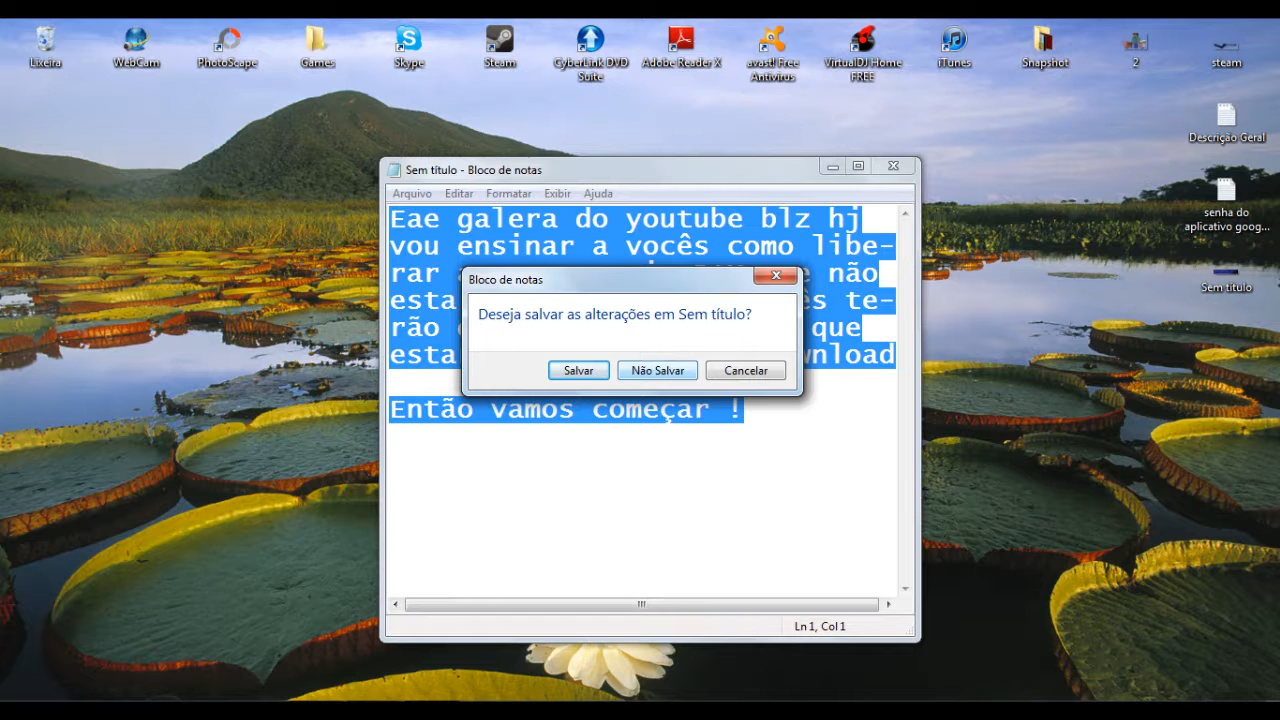 Lixeira
WebCam
PhotoScape
Games
Skype
Steam
CyberLink DVD
Suite
Adobe Reader X
avast! Free
Antivirus
VirtualDJ Home
FREE
iTunes
Snapshot
2
steam
Descrição Geral
senha do
aplicativo goog...
Sem título
Sem título - Bloco de notas
Arquivo Editar Formatar Exibir Ajuda
Eae galera do youtube blz hj
vou ensinar a vocês como libe-
rar não
esta te-
rão que
esta
Então vamos começar !
Bloco de notas
Deseja salvar as alterações em Sem título?
Salvar Não Salvar Cancelar
Ln 1, Col 1